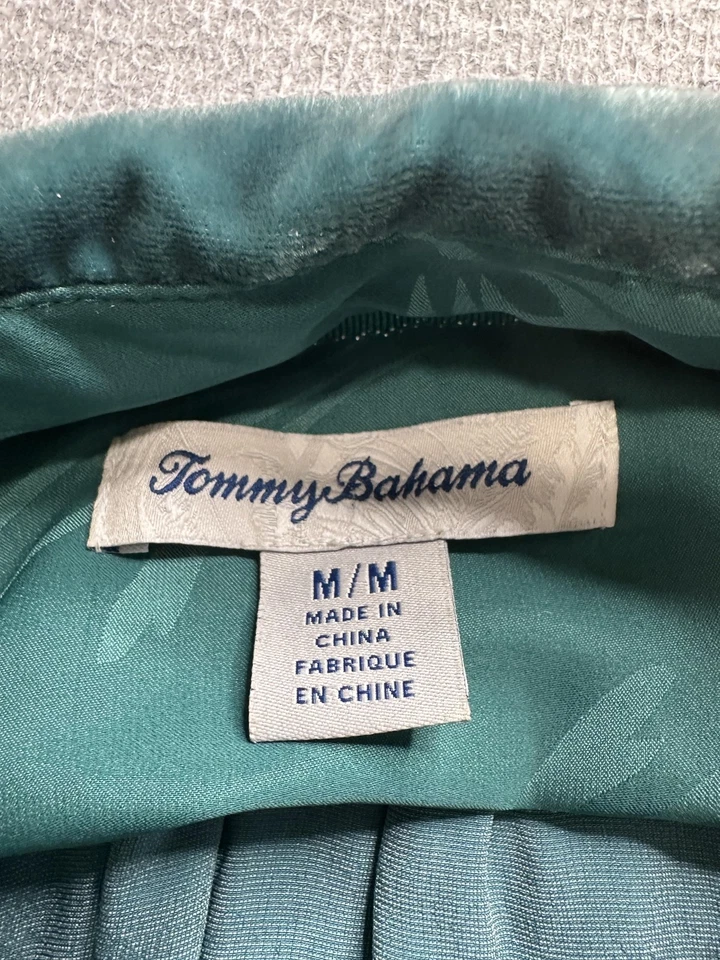 Tommy Bahama
M/M
MADE IN
CHINA
FABRIQUE
EN CHINE